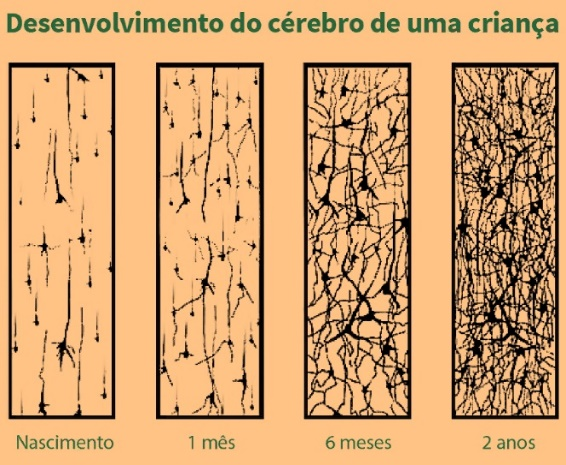 Desenvolvimento do cérebro de uma criança
Nascimento
1 mês
6 meses
2 anos